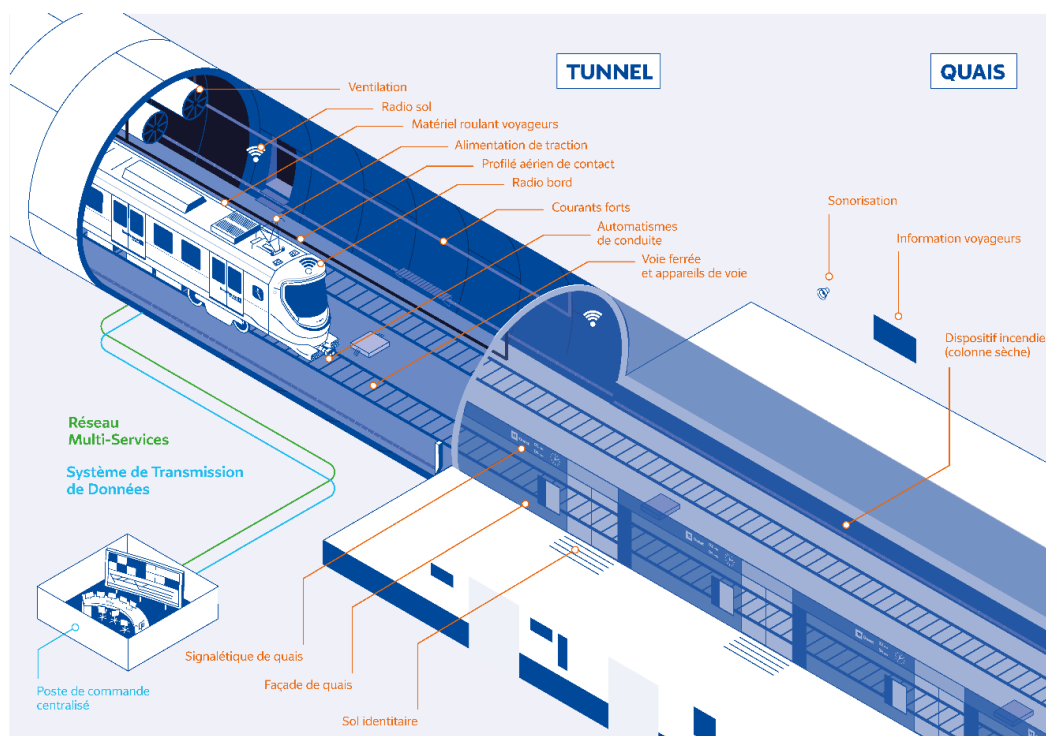 TUNNEL
QUAIS
Ventilation
Radio sol
Matériel roulant voyageurs
Alimentation de traction
Profilé aérien de contact
Radio bord
Courants forts
Automatismes
de conduite
Voie ferrée
et appareils de voie
Sonorisation
Information voyageurs
Dispositif incendie
(colonne sèche)
Réseau
Multi-Services
Système de Transmission
de Données
Signalétique de quais
Façade de quais
Sol identitaire
Poste de commande
centralisé